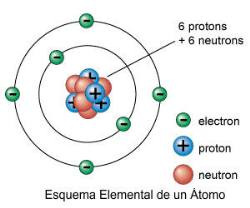 6 protons
+ 6 neutrons
electron
proton
neutron
Esquema Elemental de un Átomo